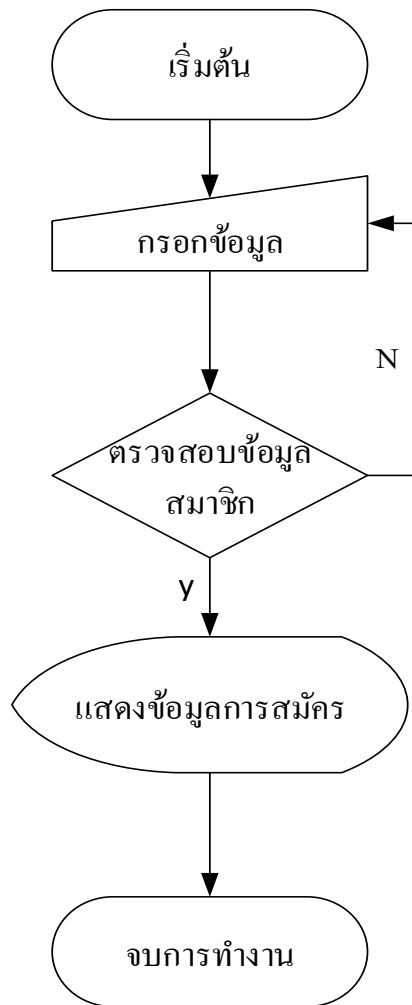 เริ่มต้น
กรอกข้อมูล
N
ตรวจสอบข้อมูล
สมาชิก
y
แสดงข้อมูลการสมัคร
จบการทำงาน